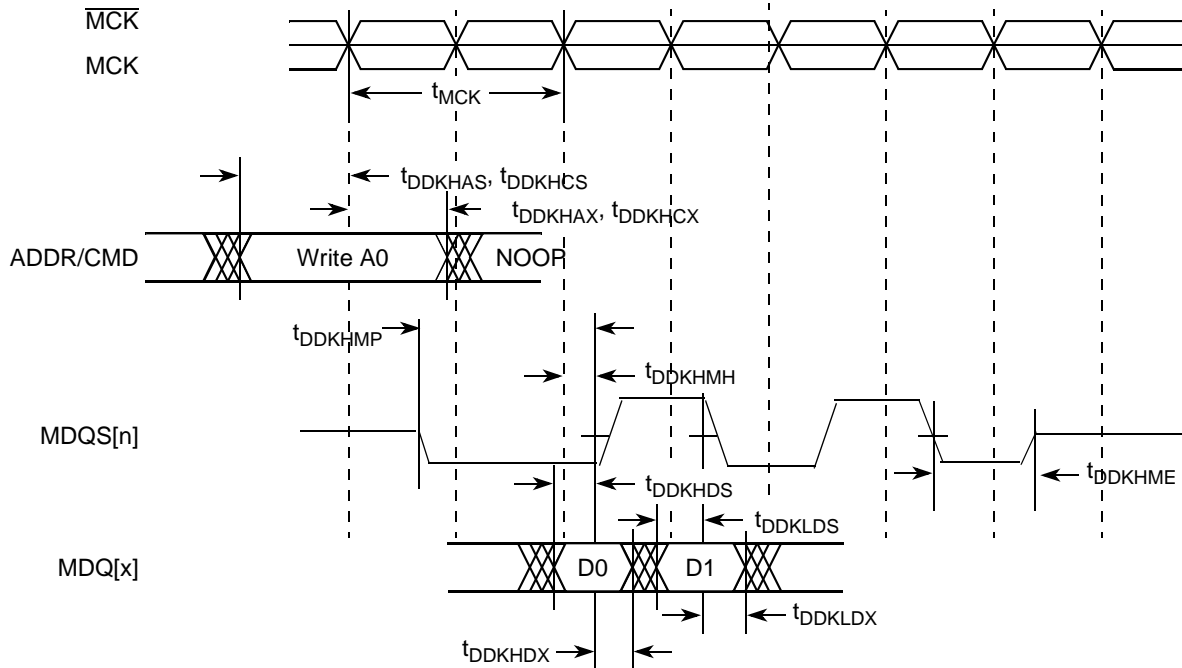 MCK
MCK
tMCK
tDDKHAS, tDDKHCS
tDDKHAX, tDDKHCX
ADDR/CMD
Write A0
NOOP
tDDKHMP
tDDKHMH
MDQS[n]
tDDKHME
tDDKHDS
tDDKLDS
MDQ[x]
D0
D1
tDDKLDX
tDDKHDX